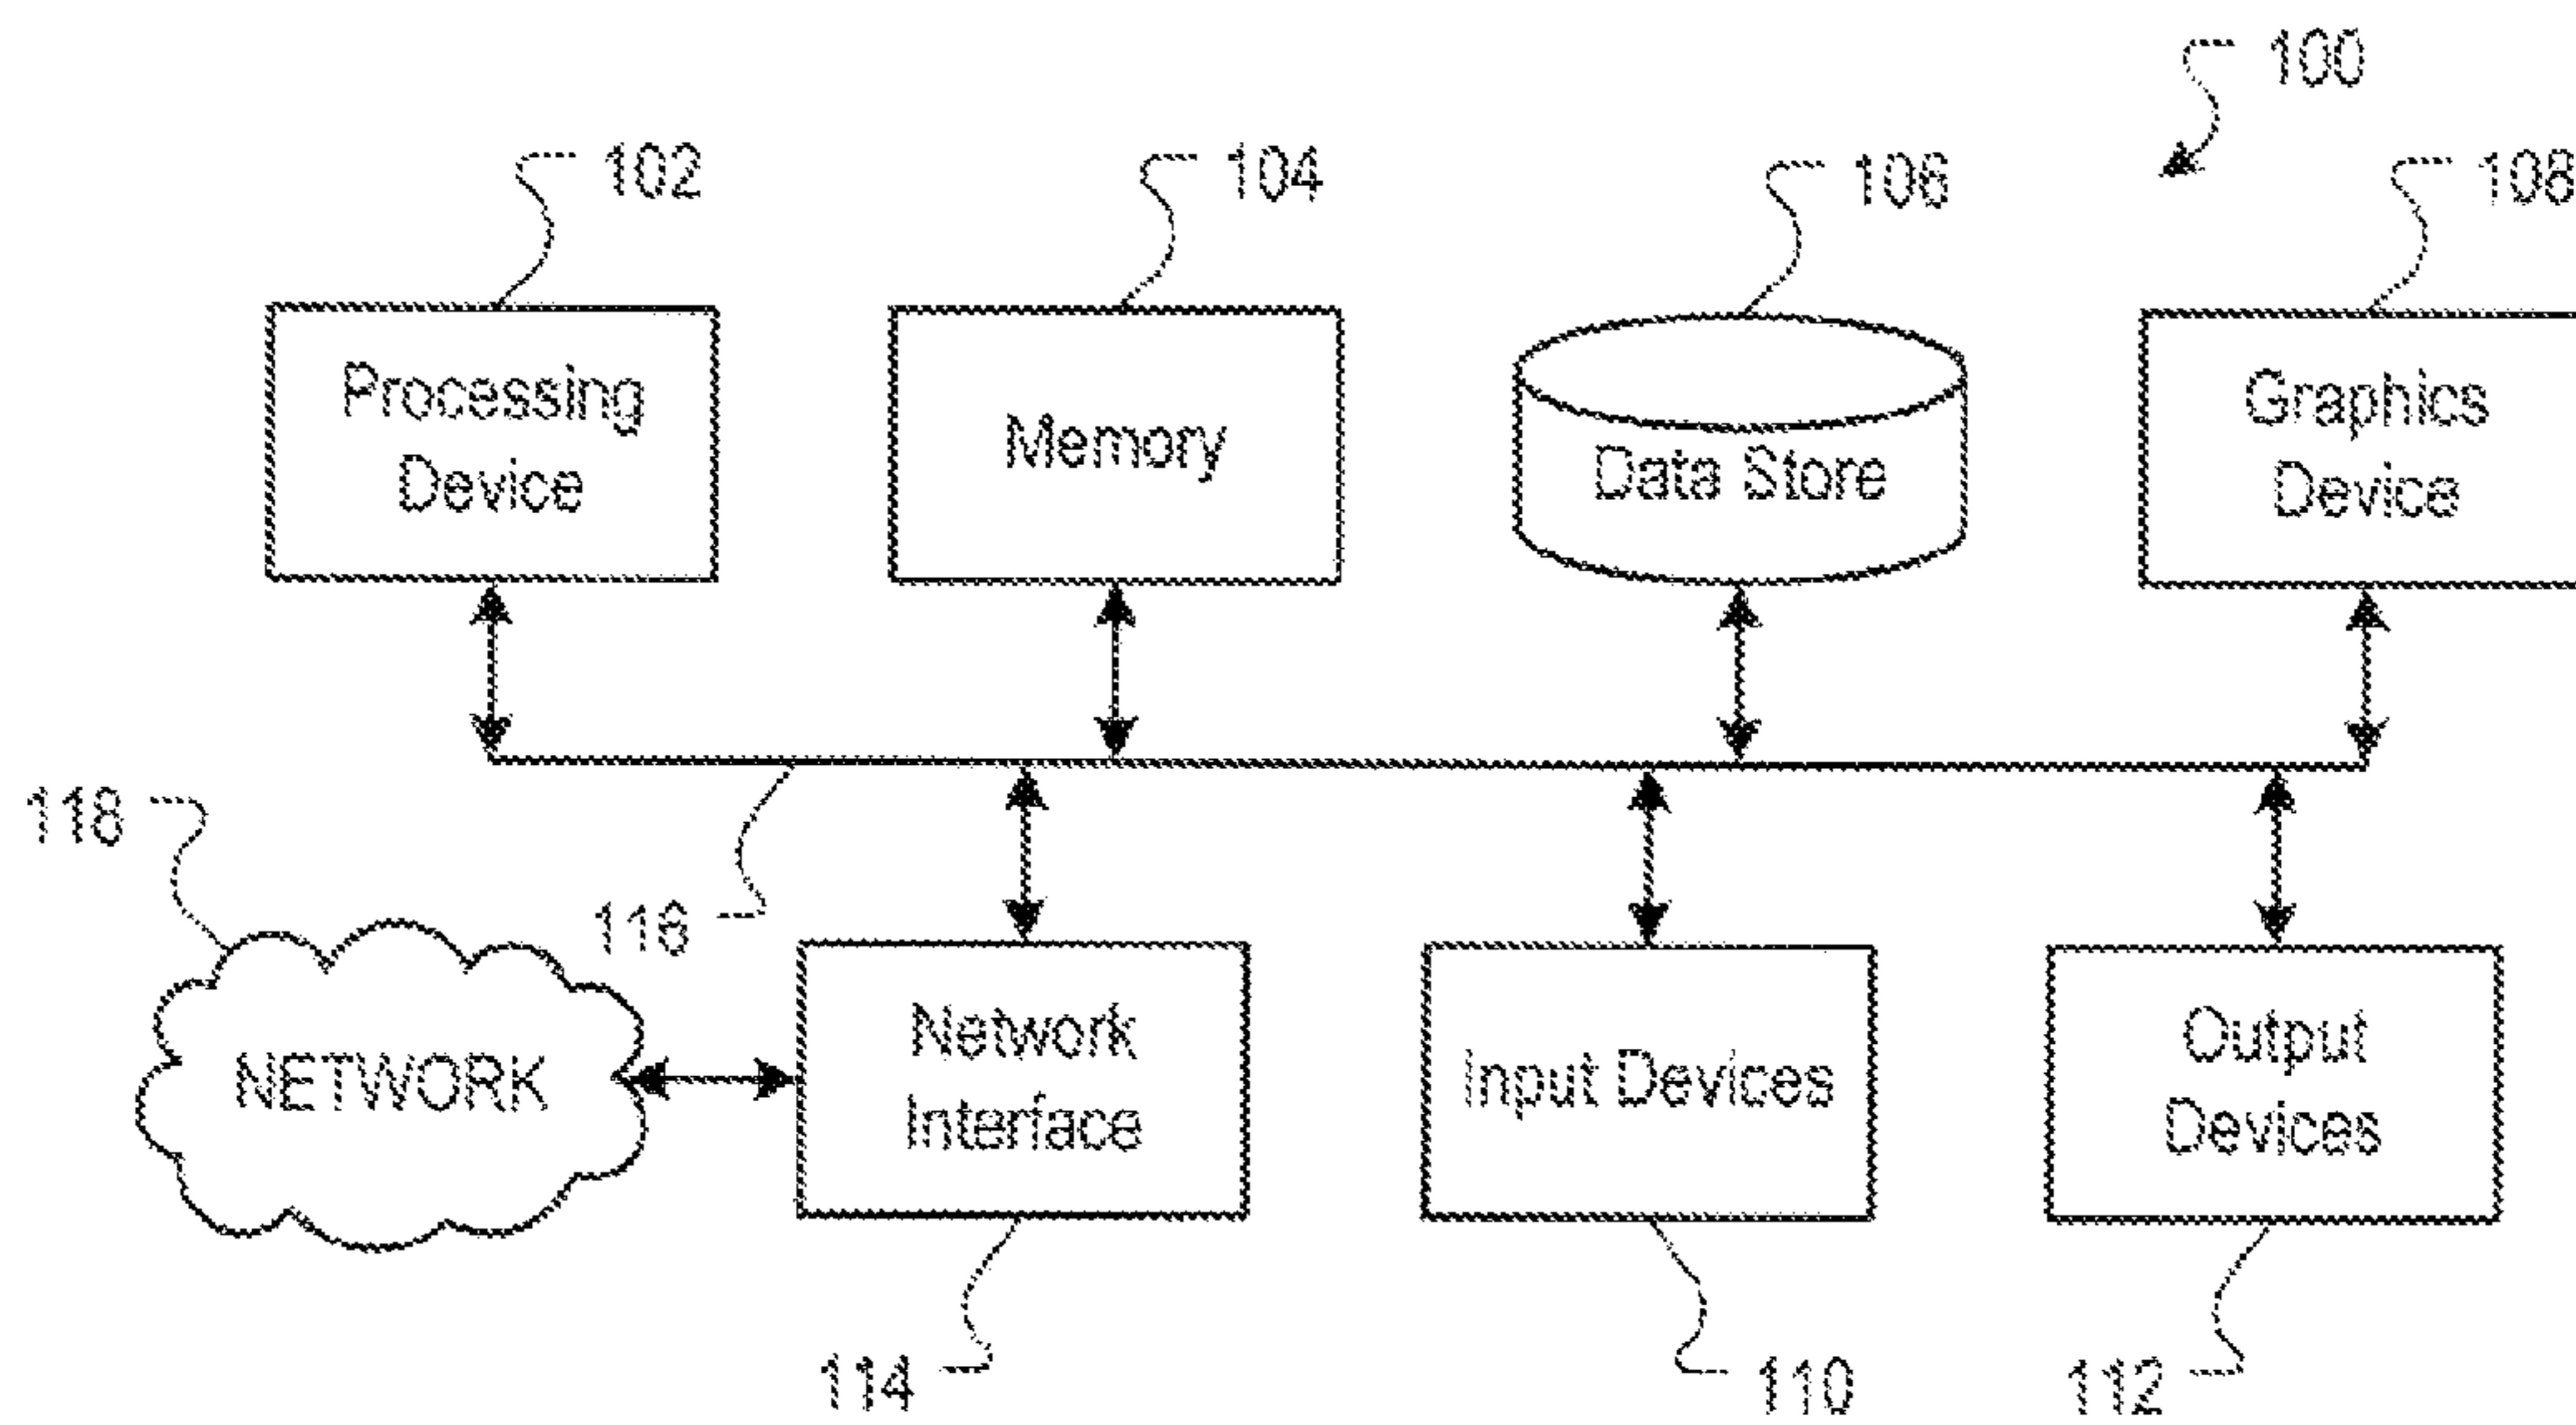 100
102
104
106
108
Processing
Device
Memory
Data Store
Graphics
Device
118
116
NETWORK
Network
Interface
Input Devices
Output
Devices
114
110
112